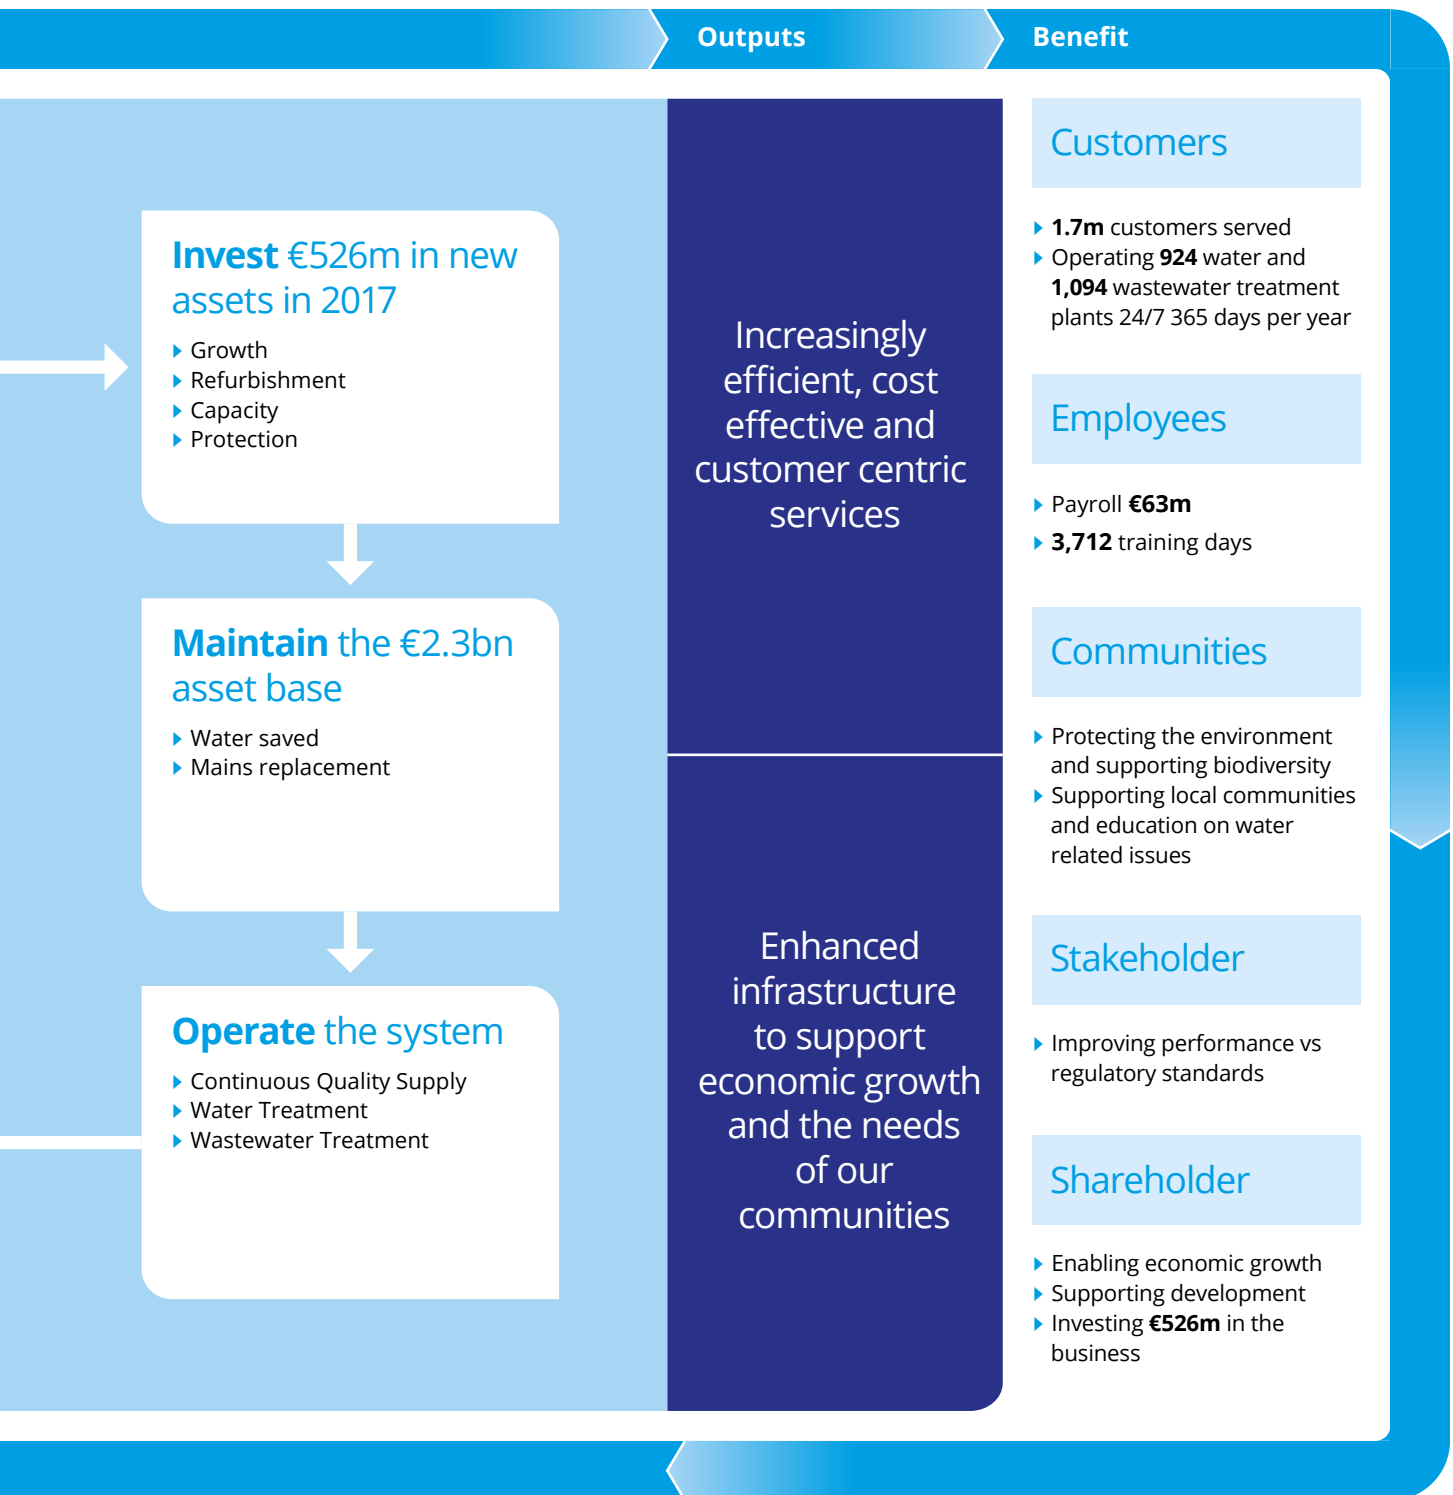 Outputs
Benefit
Invest €526m in new
assets in 2017
Growth
Refurbishment
Capacity
Protection
Maintain the €2.3bn
asset base
Water saved
Mains replacement
Operate the system
Continuous Quality Supply
Water Treatment
Wastewater Treatment
Increasingly
efficient, cost
effective and
customer centric
services
Enhanced
infrastructure
to support
economic growth
and the needs
of our
communities
Customers
1.7m customers served
Operating 924 water and
1,094 wastewater treatment
plants 24/7 365 days per year
Employees
Payroll €63m
3,712 training days
Communities
Protecting the environment
and supporting biodiversity
Supporting local communities
and education on water
related issues
Stakeholder
Improving performance vs
regulatory standards
Shareholder
Enabling economic growth
Supporting development
Investing €526m in the
business